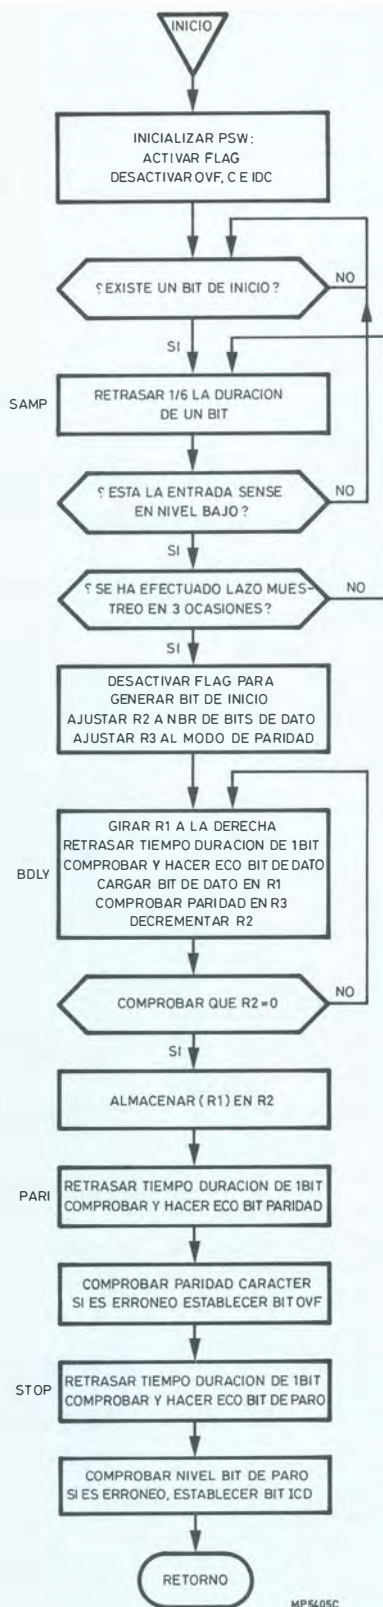 INICIO
INICIALIZAR PSW:
ACTIVAR FLAG
DESACTIVAR OVF, C E IDC
¿EXISTE UN BIT DE INICIO?
NO
SI
SAMP
RETRASAR 1/6 LA DURACION
DE UN BIT
¿ESTA LA ENTRADA SENSE
EN NIVEL BAJO?
NO
SI
¿SE HA EFECTUADO LAZO MUES-
TREO EN 3 OCASIONES?
NO
SI
DESACTIVAR FLAG PARA
GENERAR BIT DE INICIO
AJUSTAR R2 A NBR DE BITS DE DATO
AJUSTAR R3 AL MODO DE PARIDAD
BDLY
GIRAR R1 A LA DERECHA
RETRASAR TIEMPO DURACION DE 1BIT
COMPROBAR Y HACER ECO BIT DE DATO
CARGAR BIT DE DATO EN R1
COMPROBAR PARIDAD EN R3
DECREMENTAR R2
COMPROBAR QUE R2=0
NO
SI
ALMACENAR (R1) EN R2
PARI
RETRASAR TIEMPO DURACION DE 1BIT
COMPROBAR Y HACER ECO BIT PARIDAD
COMPROBAR PARIDAD CARACTER
SI ES ERRONEO ESTABLECER BIT OVF
STOP
RETRASAR TIEMPO DURACION DE 1BIT
COMPROBAR Y HACER ECO BIT DE PARO
COMPROBAR NIVEL BIT DE PARO
SI ES ERRONEO, ESTABLECER BIT ICD
RETORNO
MP5405C